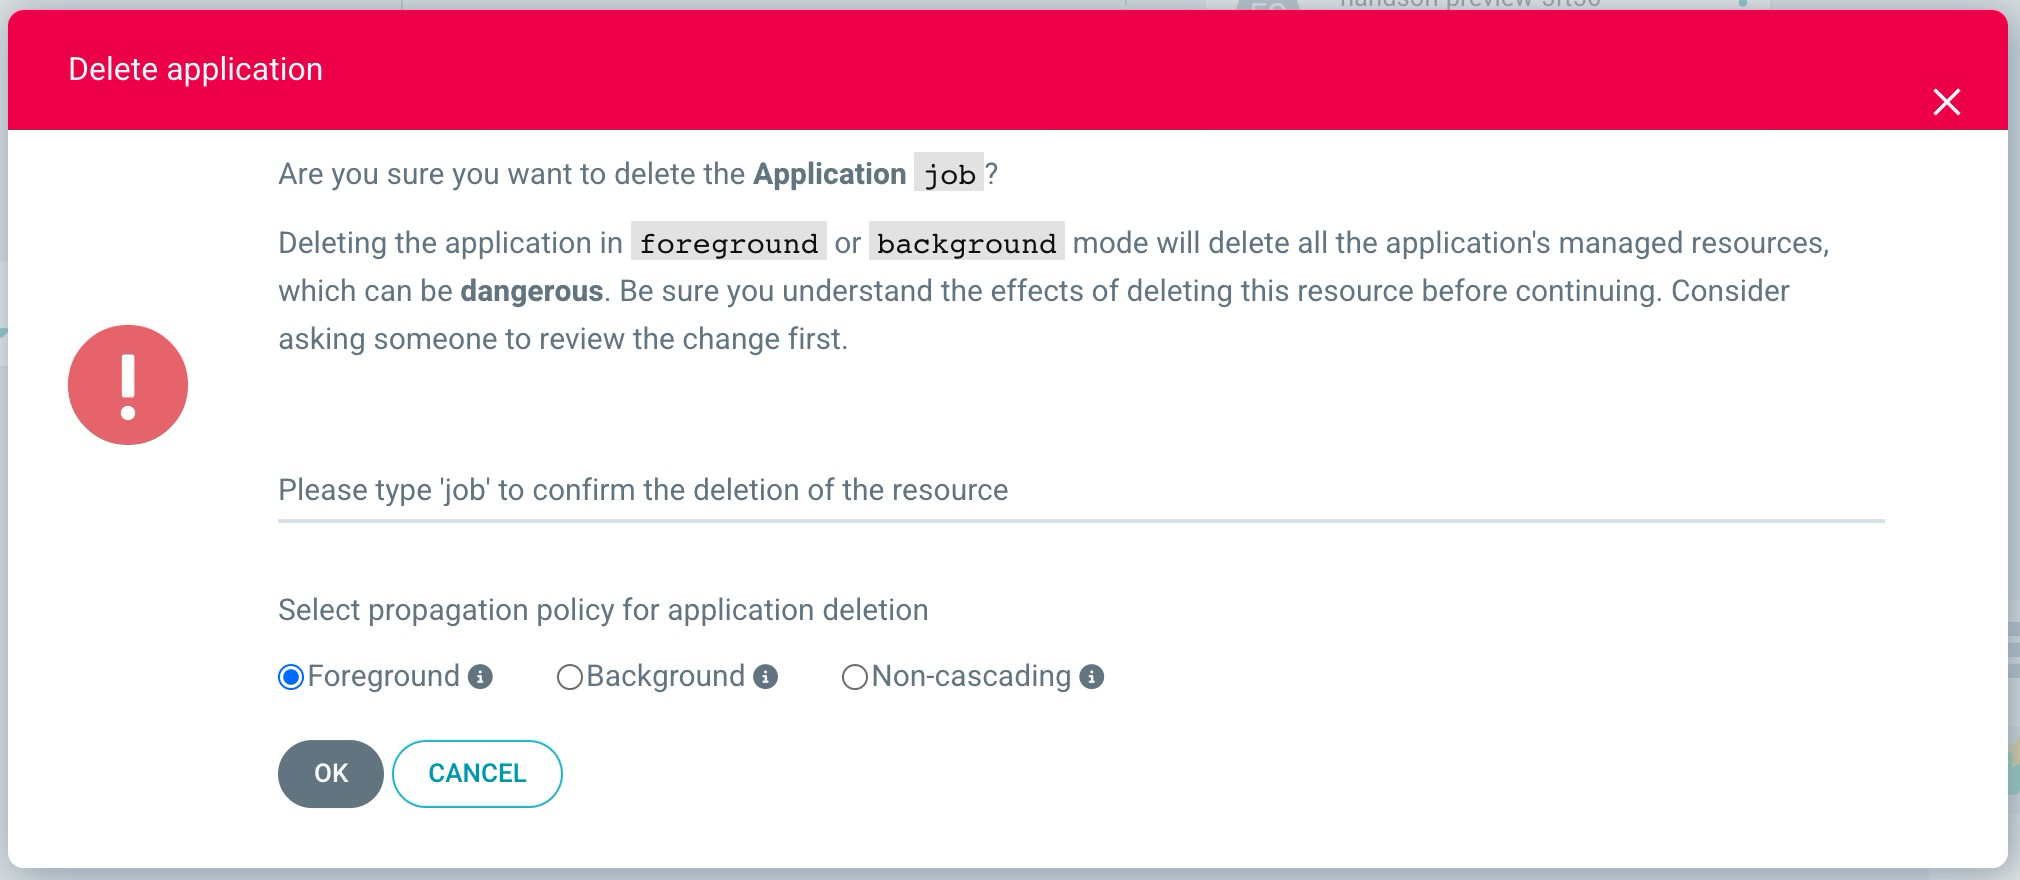 Delete application
Are you sure you want to delete the Application job?
Deleting the application in foreground or background mode will delete all the application's managed resources,
which can be dangerous. Be sure you understand the effects of deleting this resource before continuing. Consider
asking someone to review the change first.
Please type 'job' to confirm the deletion of the resource
Select propagation policy for application deletion
Foreground Background Non-cascading
OK CANCEL